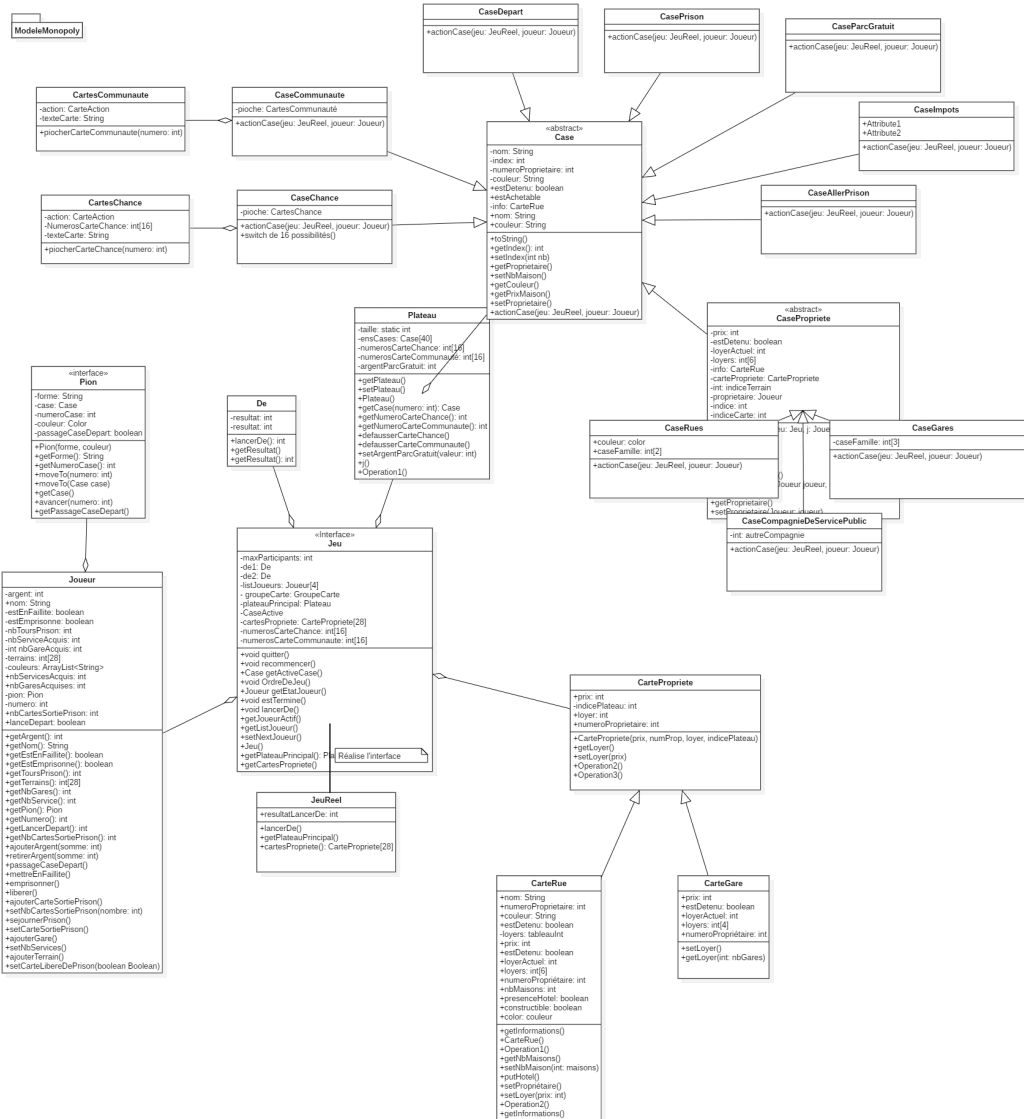 ModeleMonopoly
CaseDepart
+actionCase(jeu: JeuReel, joueur: Joueur)
CasePrison
+actionCase(jeu: JeuReel, joueur: Joueur)
CaseParcGratuit
+actionCase(jeu: JeuReel, joueur: Joueur)
CartesCommunaute
-action: CarteAction
-texteCarte: String
+piocherCarteCommunaute(numero: int)
CaseCommunaute
-pioche: CartesCommunauté
+actionCase(jeu: JeuReel, joueur: Joueur)
CaseImpots
+Attribute1
+Attribute2
+actionCase(jeu: JeuReel, joueur: Joueur)
«abstract»
Case
-nom: String
-index: int
-numeroProprietaire: int
-couleur: String
+estDetenu: boolean
+estAchetable
-info: CarteRue
+nom: String
+couleur: String
+toString()
+getIndex(): int
+setIndex(int nb)
+getProprietaire()
+setNbMaison()
+getCouleur()
+getPrixMaison()
+setProprietaire()
+actionCase(jeu: JeuReel, joueur: Joueur)
CartesChance
-action: CarteAction
-NumerosCarteChance: int[16]
-texteCarte: String
+piocherCarteChance(numero: int)
CaseChance
-pioche: CartesChance
+actionCase(jeu: JeuReel, joueur: Joueur)
+switch de 16 possibilités()
CaseAllerPrison
+actionCase(jeu: JeuReel, joueur: Joueur)
Plateau
-taille: static int
-ensCases: Case[40]
-numerosCarteChance: int[16]
-numerosCarteCommunauté: int[16]
-argentParcGratuit: int
+getPlateau()
+setPlateau()
+Plateau()
+getCase(numero: int): Case
+getNumeroCarteChance(): int
+getNumeroCarteCommunaute(): int
+defausserCarteChance()
+defausserCarteCommunaute()
+setArgentParcGratuit(valeur: int)
+j()
+Operation1()
«abstract»
CasePropriete
-prix: int
-estDetenu: boolean
-loyerActuel: int
-loyers: int[6]
-info: CarteRue
-cartePropriete: CartePropriete
-int: indiceTerrain
-proprietaire: Joueur
-indice: int
-indiceCarte: int
+getProprietaire()
+setProprietaire(Joueur: joueur)
«interface»
Pion
-forme: String
-case: Case
-numeroCase: int
-couleur: Color
-passageCaseDepart: boolean
+Pion(forme, couleur)
+getForme(): String
+getNumeroCase(): int
+moveTo(numero: int)
+moveTo(Case case)
+getCase()
+avancer(numero: int)
+getPassageCaseDepart()
De
-resultat: int
-resultat: int
+lancerDe(): int
+getResultat()
+getResultat(): int
CaseRues
+couleur: color
+caseFamille: int[2]
+actionCase(jeu: JeuReel, joueur: Joueur)
CaseGares
-caseFamille: int[3]
+actionCase(jeu: JeuReel, joueur: Joueur)
CaseCompagnieDeServicePublic
-int: autreCompagnie
+actionCase(jeu: JeuReel, joueur: Joueur)
«Interface»
Jeu
-maxParticipants: int
-de1: De
-de2: De
-listJoueurs: Joueur[4]
- groupeCarte: GroupeCarte
-plateauPrincipal: Plateau
-CaseActive
-cartesPropriete: CartePropriete[28]
-numerosCarteChance: int[16]
-numerosCarteCommunaute: int[16]
+void quitter()
+void recommencer()
+Case getActiveCase()
+void OrdreDeJeu()
+Joueur getEtatJoueur()
+void estTermine()
+void lancerDe()
+getJoueurActif()
+getListJoueur()
+setNextJoueur()
+Jeu()
+getPlateauPrincipal():
+getCartesPropriete()
Réalise l'interface
Joueur
-argent: int
+nom: String
-estEnFaillite: boolean
-estEmprisonne: boolean
-nbToursPrison: int
-nbServiceAcquis: int
-int nbGareAcquis: int
-terrains: int[28]
-couleurs: ArrayList<String>
+nbServicesAcquis: int
+nbGaresAcquises: int
-pion: Pion
-numero: int
+nbCartesSortiePrison: int
+lanceDepart: boolean
+getArgent(): int
+getNom(): String
+getEstEnFaillite(): boolean
+getEstEmprisonne(): boolean
+getToursPrison(): int
+getTerrains(): int[28]
+getNbGares(): int
+getNbService(): int
+getPion(): Pion
+getNumero(): int
+getLancerDepart(): int
+getNbCartesSortiePrison(): int
+ajouterArgent(somme: int)
+retirerArgent(somme: int)
+passageCaseDepart()
+mettreEnFaillite()
+emprisonner()
+liberer()
+ajouterCarteSortiePrison()
+setNbCartesSortiePrison(nombre: int)
+sejournerPrison()
+setCarteSortiePrison()
+ajouterGare()
+setNbServices()
+ajouterTerrain()
+setCarteLibereDePrison(boolean Boolean)
CartePropriete
+prix: int
-indicePlateau: int
+loyer: int
+numeroProprietaire: int
+CartePropriete(prix, numProp, loyer, indicePlateau)
+getLoyer()
+setLoyer(prix)
+Operation2()
+Operation3()
JeuReel
+resultatLancerDe: int
+lancerDe()
+getPlateauPrincipal()
+cartesPropriete(): CartePropriete[28]
CarteRue
+nom: String
+numeroProprietaire: int
+couleur: String
+estDetenu: boolean
-loyers: tableauInt
+prix: int
+estDetenu: boolean
+loyerActuel: int
+loyers: int[6]
+numeroPropriétaire: int
+nbMaisons: int
+presenceHotel: boolean
+constructible: boolean
+color: couleur
+getInformations()
+CarteRue()
+Operation1()
+getNbMaisons()
+setNbMaison(int: maisons)
+putHotel()
+setPropriétaire()
+setLoyer(prix: int)
+Operation2()
+getInformations()
CarteGare
+prix: int
+estDetenu: boolean
+loyerActuel: int
+loyers: int[4]
+numeroPropriétaire: int
+setLoyer()
+getLoyer(int: nbGares)